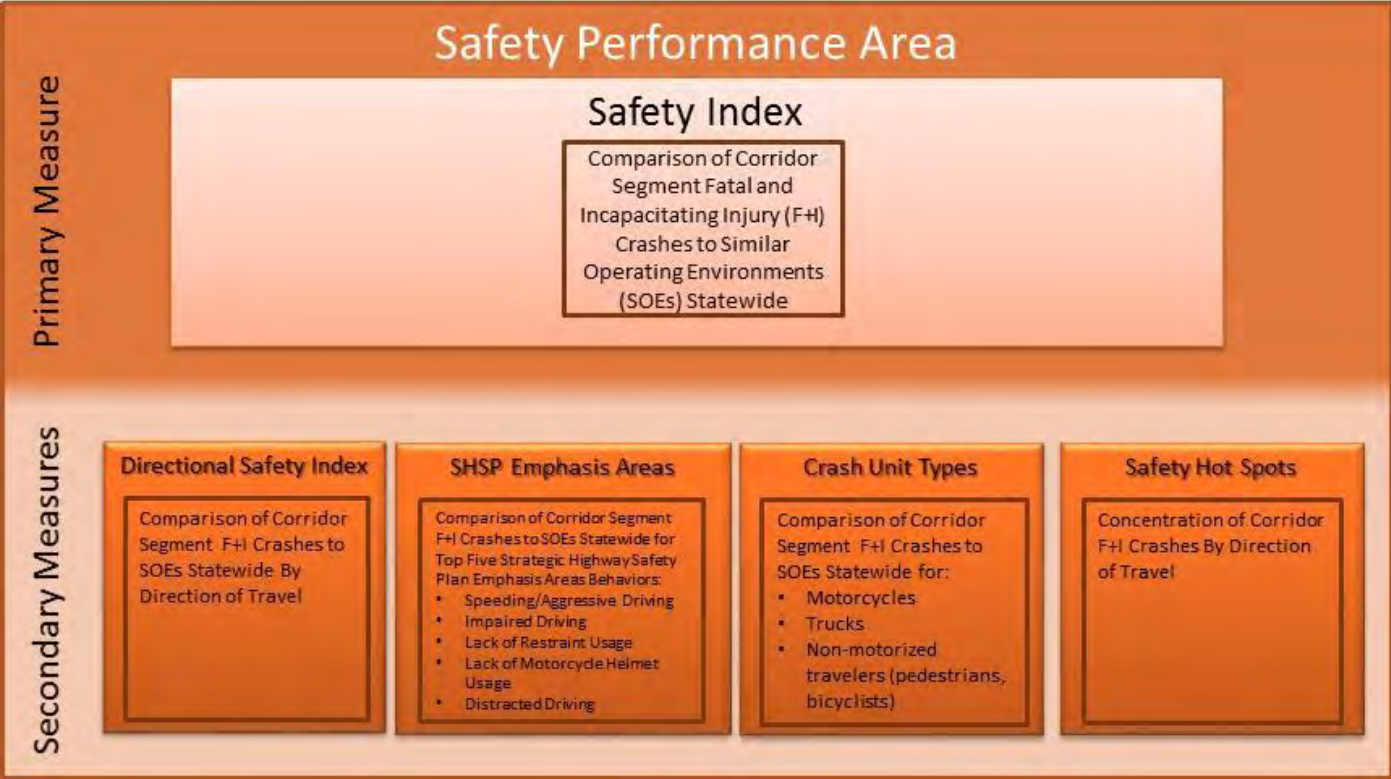 Safety Performance Area
Primary Measure
Safety Index
Comparison of Corridor
Segment Fatal and
Incapacitating Injury (F+I)
Crashes to Similar
Operating Environments
(SOEs) Statewide
Secondary Measures
Directional Safety Index
Comparison of Corridor
Segment F+I Crashes to
SOEs Statewide By
Direction of Travel
SHSP Emphasis Areas
Comparison of Corridor Segment
F+I Crashes to SOEs Statewide for
Top Five Strategic Highway Safety
Plan Emphasis Areas Behaviors:
• Speeding/Aggressive Driving
• Impaired Driving
• Lack of Restraint Usage
• Lack of Motorcycle Helmet
Usage
• Distracted Driving
Crash Unit Types
Comparison of Corridor
Segment F+I Crashes to
SOEs Statewide for:
• Motorcycles
• Trucks
• Non-motorized
travelers (pedestrians,
bicyclists)
Safety Hot Spots
Concentration of Corridor
F+I Crashes By Direction
of Travel